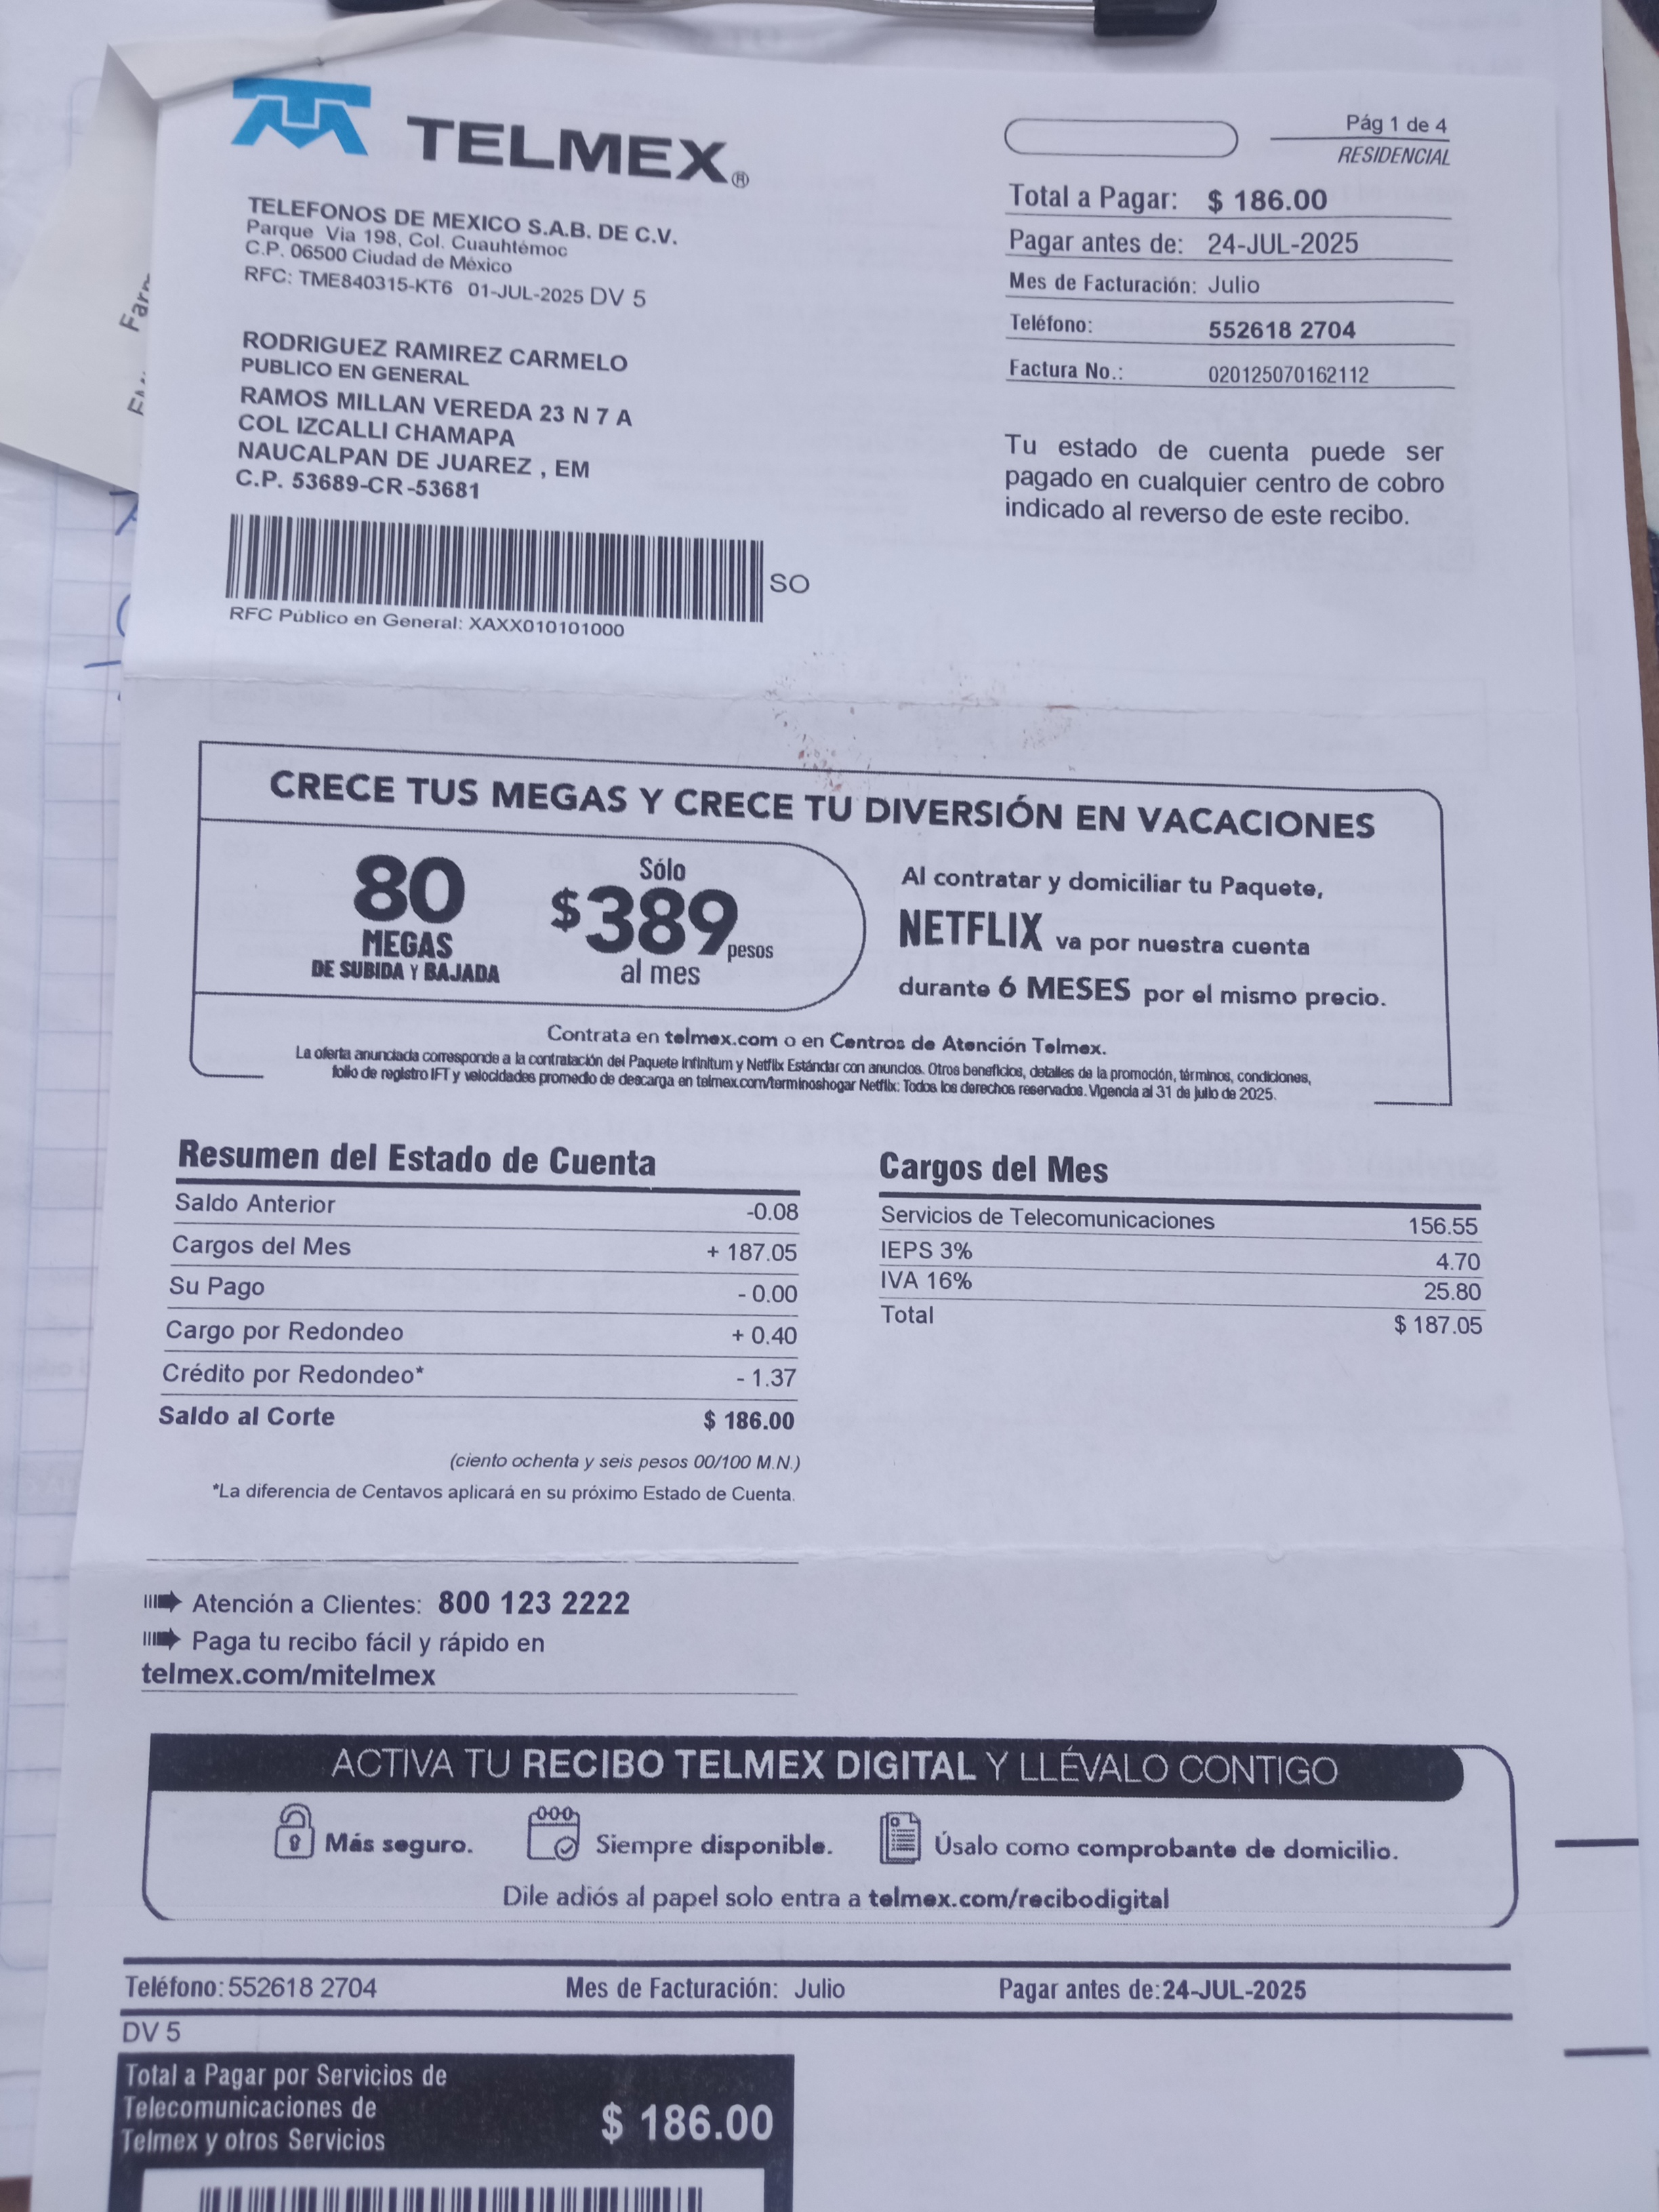 TELMEX®
TELEFONOS DE MEXICO S.A.B. DE C.V.
Parque Via 198, Col. Cuauhtémoc
C.P. 06500 Ciudad de México
RFC: TME840315-KT6 01-JUL-2025 DV 5
RODRIGUEZ RAMIREZ CARMELO
PUBLICO EN GENERAL
RAMOS MILLAN VEREDA 23 N 7 A
COL IZCALLI CHAMAPA
NAUCALPAN DE JUAREZ , EM
C.P. 53689-CR -53681
SO
RFC Público en General: XAXX010101000
Pág 1 de 4
RESIDENCIAL
Total a Pagar: $ 186.00
Pagar antes de: 24-JUL-2025
Mes de Facturación: Julio
Teléfono: 552618 2704
Factura No.: 020125070162112
Tu estado de cuenta puede ser
pagado en cualquier centro de cobro
indicado al reverso de este recibo.
CRECE TUS MEGAS Y CRECE TU DIVERSIÓN EN VACACIONES
80
MEGAS
DE SUBIDA Y BAJADA
Sólo
$389 pesos
al mes
Al contratar y domiciliar tu Paquete,
NETFLIX va por nuestra cuenta
durante 6 MESES por el mismo precio.
Contrata en telmex.com o en Centros de Atención Telmex.
La oferta anunciada corresponde a la contratación del Paquete Infinitum y Netflix Estándar con anuncios. Otros beneficios, detalles de la promoción, términos, condiciones,
folio de registro IFT y velocidades promedio de descarga en telmex.com/terminoshogar Netflix: Todos los derechos reservados. Vigencia al 31 de julio de 2025.
Resumen del Estado de Cuenta
Saldo Anterior -0.08
Cargos del Mes + 187.05
Su Pago - 0.00
Cargo por Redondeo + 0.40
Crédito por Redondeo* - 1.37
Saldo al Corte $ 186.00
(ciento ochenta y seis pesos 00/100 M.N.)
*La diferencia de Centavos aplicará en su próximo Estado de Cuenta.
Cargos del Mes
Servicios de Telecomunicaciones 156.55
IEPS 3% 4.70
IVA 16% 25.80
Total $ 187.05
Atención a Clientes: 800 123 2222
Paga tu recibo fácil y rápido en
telmex.com/mitelmex
ACTIVA TU RECIBO TELMEX DIGITAL Y LLÉVALO CONTIGO
Más seguro. Siempre disponible. Úsalo como comprobante de domicilio.
Dile adiós al papel solo entra a telmex.com/recibodigital
Teléfono: 552618 2704 Mes de Facturación: Julio Pagar antes de:24-JUL-2025
DV 5
Total a Pagar por Servicios de
Telecomunicaciones de
Telmex y otros Servicios
$ 186.00